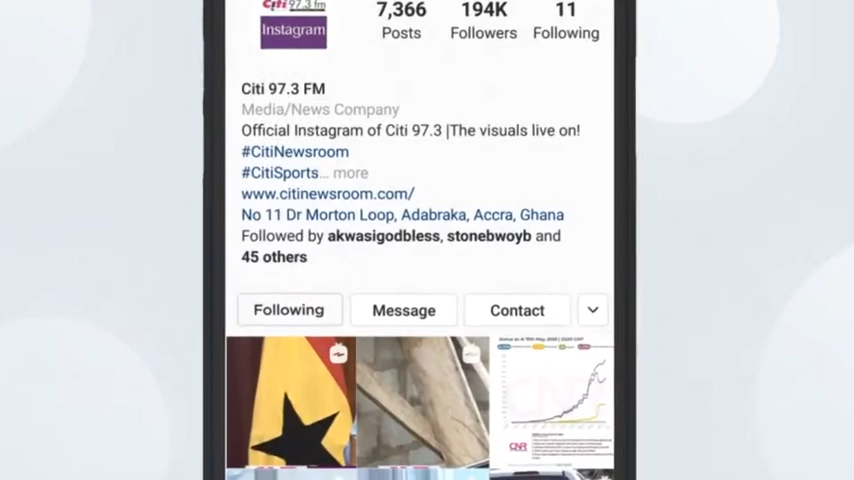 Citi 97.3 fm
Instagram
7,366 194K 11
Posts Followers Following
Citi 97.3 FM
Media/News Company
Official Instagram of Citi 97.3 |The visuals live on!
#CitiNewsroom
#CitiSports... more
www.citinewsroom.com/
No 11 Dr Morton Loop, Adabraka, Accra, Ghana
Followed by akwasigodbless, stonebwoyb and
45 others
Following Message Contact
CNR
CNR